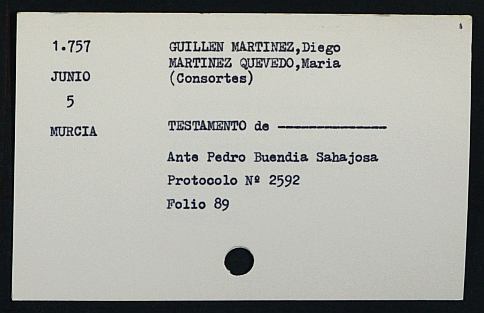 1.757
JUNIO
5
MURCIA
GUILLEN MARTINEZ,Diego
MARTINEZ QUEVEDO,Maria
(Consortes)
TESTAMENTO de ---------------
Ante Pedro Buendia Sahajosa
Protocolo Nº 2592
Folio 89